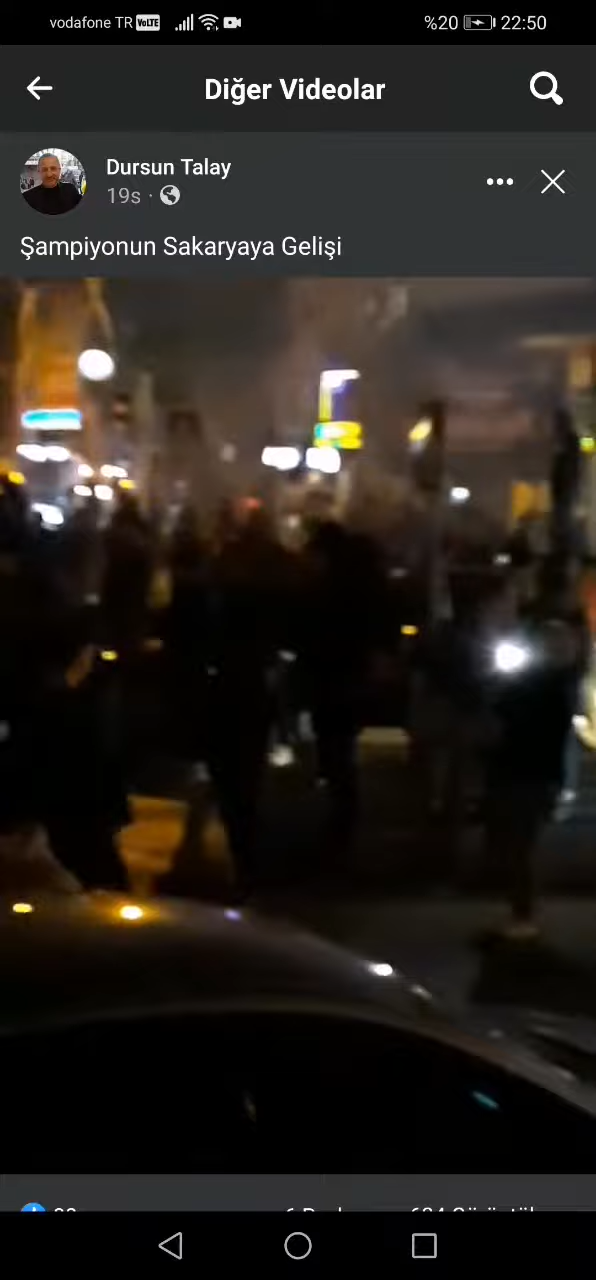 vodafone TR VoLTE %20 22:50
Diğer Videolar
Dursun Talay
19s ·
Şampiyonun Sakaryaya Gelişi